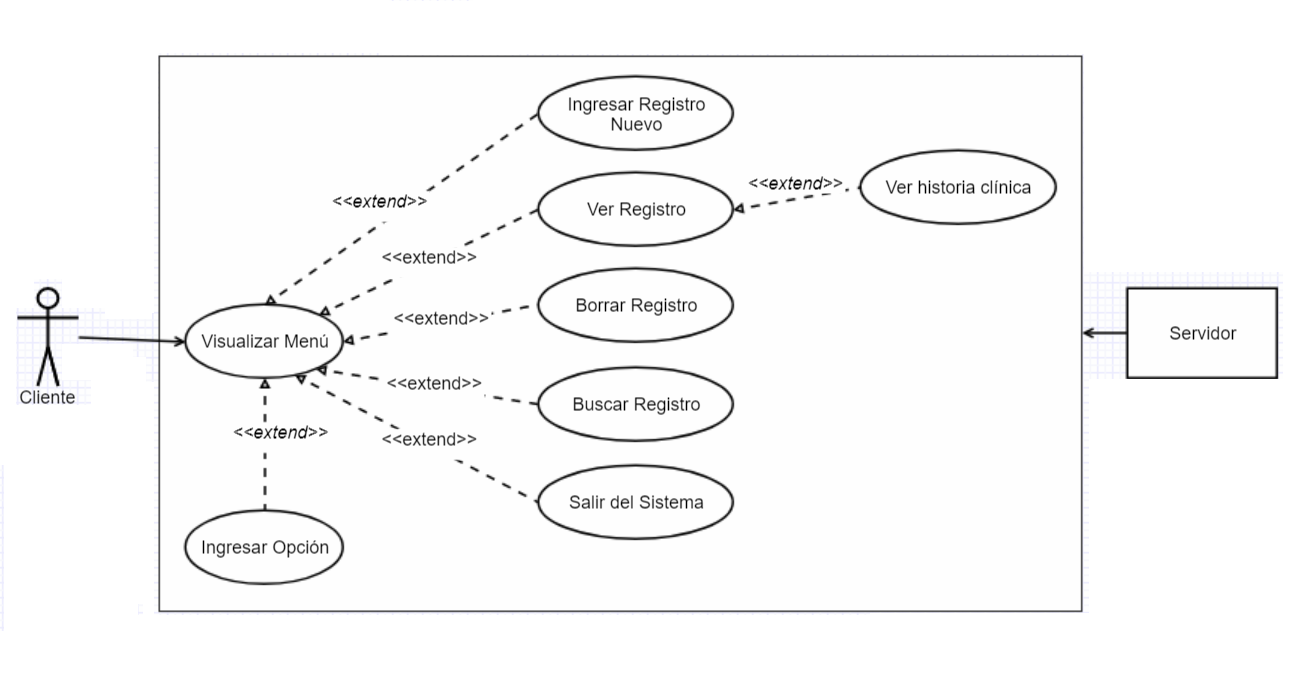 Ingresar Registro
Nuevo
<<extend>>
Ver Registro
<<extend>>
Ver historia clínica
<<extend>>
Borrar Registro
<<extend>>
Visualizar Menú
Servidor
Cliente
<<extend>>
Buscar Registro
<<extend>>
<<extend>>
Salir del Sistema
Ingresar Opción